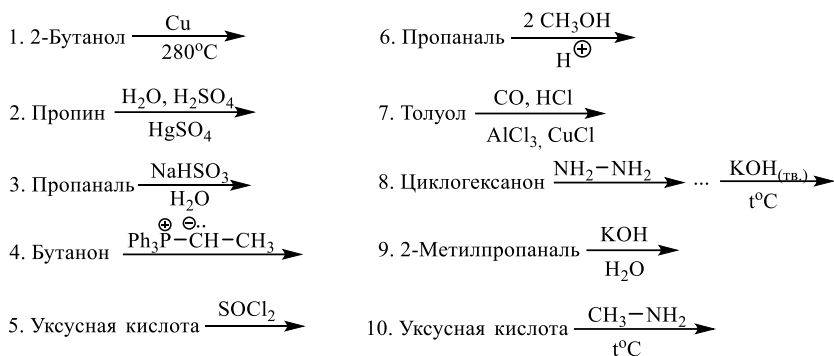 1. 2-Бутанол Cu 280°C
2. Пропин H₂O, H₂SO₄ HgSO₄
3. Пропаналь NaHSO₃ H₂O
4. Бутанон Ph₃P⊕–C⊖̈H–CH₃
5. Уксусная кислота SOCl₂
6. Пропаналь 2 CH₃OH H⊕
7. Толуол CO, HCl AlCl₃, CuCl
8. Циклогексанон NH₂–NH₂ ... KOH(тв.) t°C
9. 2-Метилпропаналь KOH H₂O
10. Уксусная кислота CH₃–NH₂ t°C